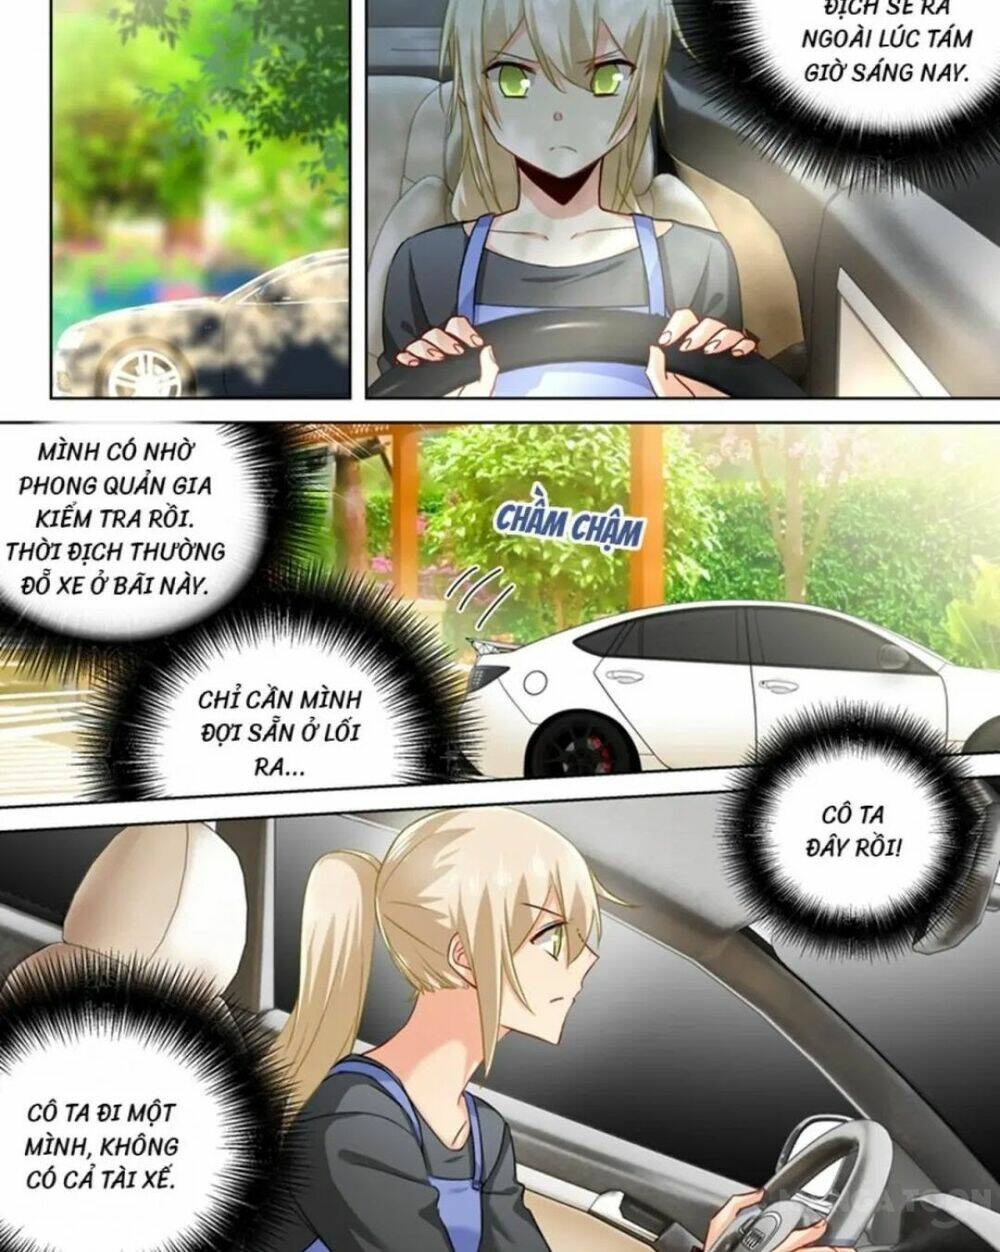 ĐỊCH SẼ RA
NGOÀI LÚC TÁM
GIỜ SÁNG NAY.
MÌNH CÓ NHỜ
PHONG QUẢN GIA
KIỂM TRA RỒI.
THỜI ĐỊCH THƯỜNG
ĐỖ XE Ở BÃI NÀY.
CHẦM CHẬM
CHỈ CẦN MÌNH
ĐỢI SẴN Ở LỐI
RA...
CÔ TA
ĐÂY RỒI!
CÔ TA ĐI MỘT
MÌNH, KHÔNG
CÓ CẢ TÀI XẾ.
MANGATOON